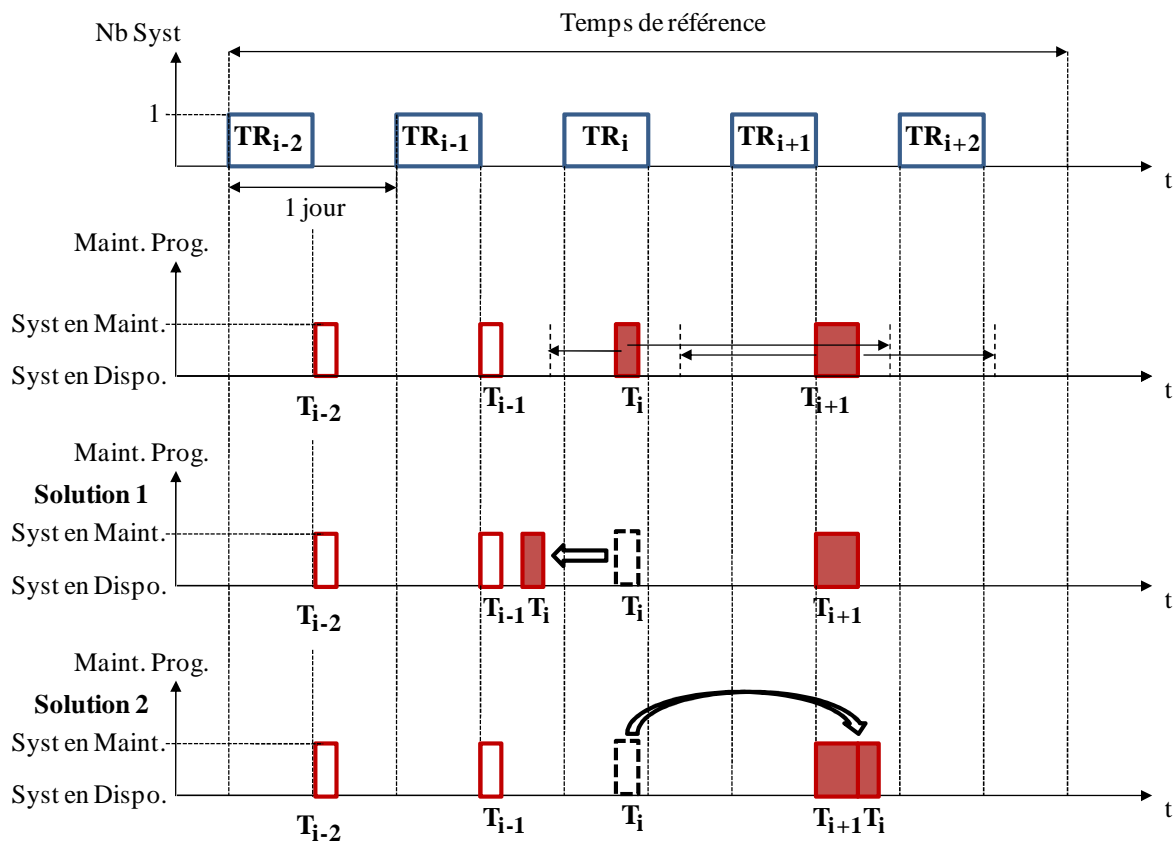 Temps de référence
Nb Syst
1
TRi-2 TRi-1 TRi TRi+1 TRi+2
t
1 jour
Maint. Prog.
Syst en Maint.
Syst en Dispo.
t
Ti-2 Ti-1 Ti Ti+1
Maint. Prog.
Solution 1
Syst en Maint.
Syst en Dispo.
t
Ti-2 Ti-1 Ti Ti Ti+1
Maint. Prog.
Solution 2
Syst en Maint.
Syst en Dispo.
t
Ti-2 Ti-1 Ti Ti+1 Ti